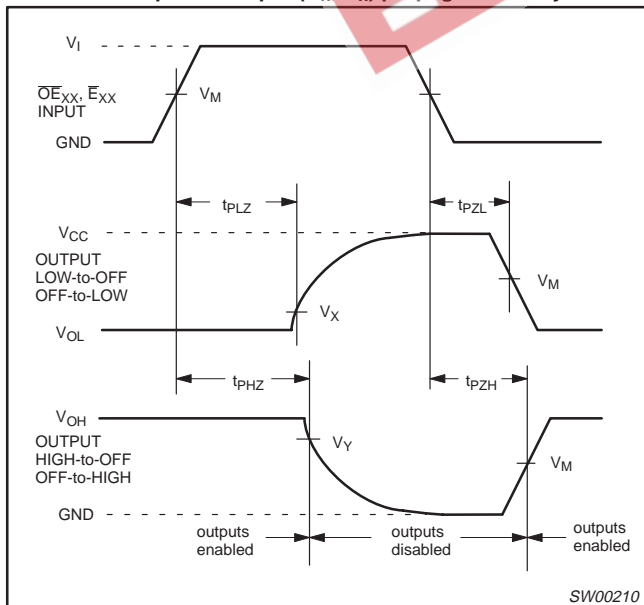 V_I
OE_XX, E_XX
INPUT
V_M
GND
t_PLZ
t_PZL
V_CC
OUTPUT
LOW-to-OFF
OFF-to-LOW
V_M
V_X
V_OL
t_PHZ
t_PZH
V_OH
OUTPUT
HIGH-to-OFF
OFF-to-HIGH
V_Y
V_M
GND
outputs
enabled
outputs
disabled
outputs
enabled
SW00210